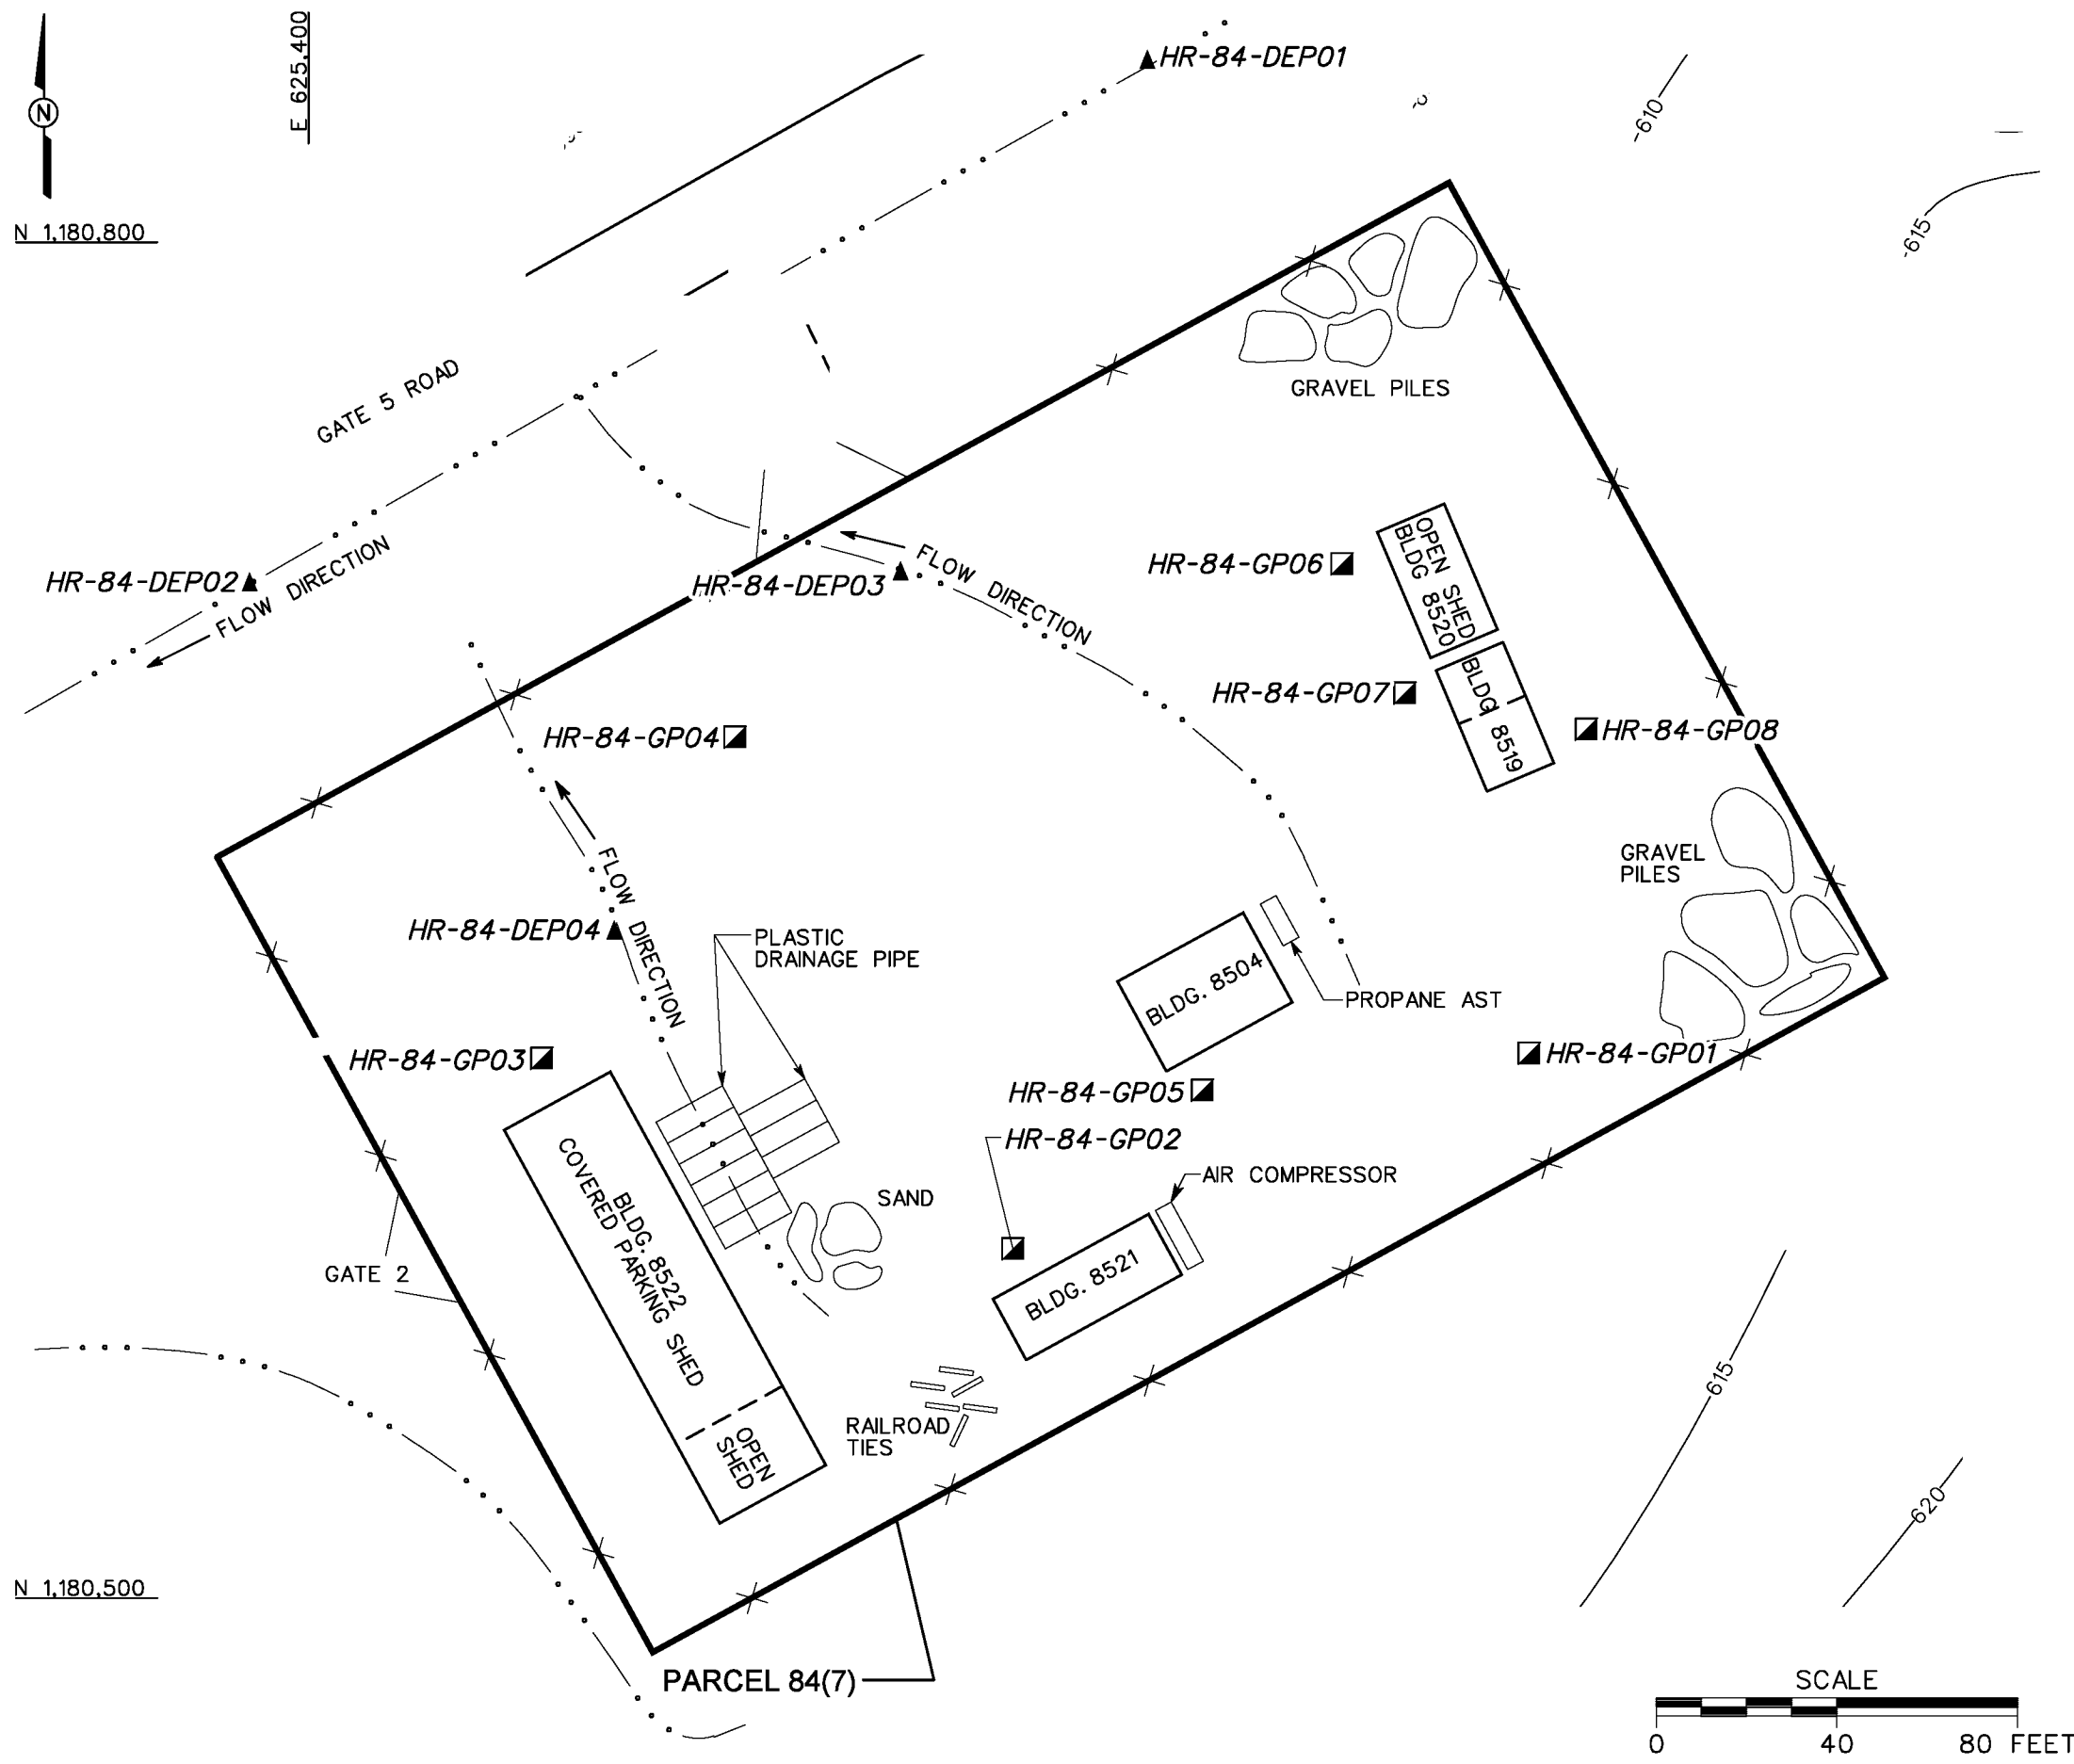 E 625,400
HR-84-DEP01
610
N
N 1,180,800
615
GATE 5 ROAD
GRAVEL PILES
HR-84-DEP02
FLOW DIRECTION
HR-84-DEP03
FLOW DIRECTION
HR-84-GP06
OPEN SHED
BLDG 8520
HR-84-GP07
BLDG 8519
HR-84-GP08
HR-84-GP04
GRAVEL
PILES
FLOW DIRECTION
HR-84-DEP04
PLASTIC
DRAINAGE PIPE
BLDG. 8504
PROPANE AST
HR-84-GP03
HR-84-GP01
HR-84-GP05
HR-84-GP02
AIR COMPRESSOR
SAND
BLDG. 8522
COVERED PARKING SHED
GATE 2
BLDG. 8521
615
RAILROAD
TIES
OPEN
SHED
620
N 1,180,500
PARCEL 84(7)
SCALE
0 40 80 FEET